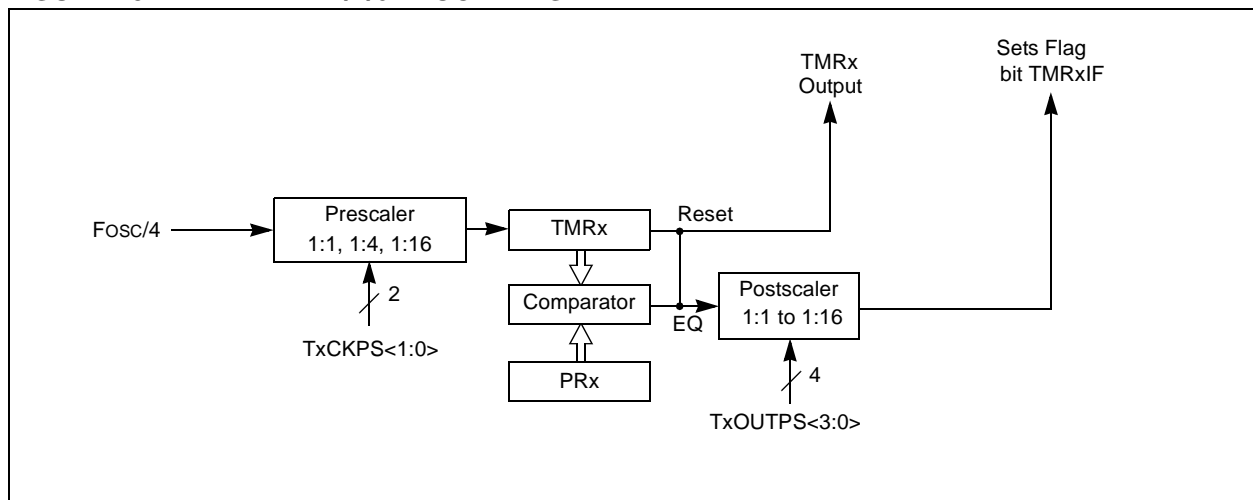 TMRx
Output
Sets Flag
bit TMRxIF
FOSC/4
Prescaler
1:1, 1:4, 1:16
2
TxCKPS<1:0>
TMRx
Reset
Comparator
EQ
PRx
Postscaler
1:1 to 1:16
4
TxOUTPS<3:0>